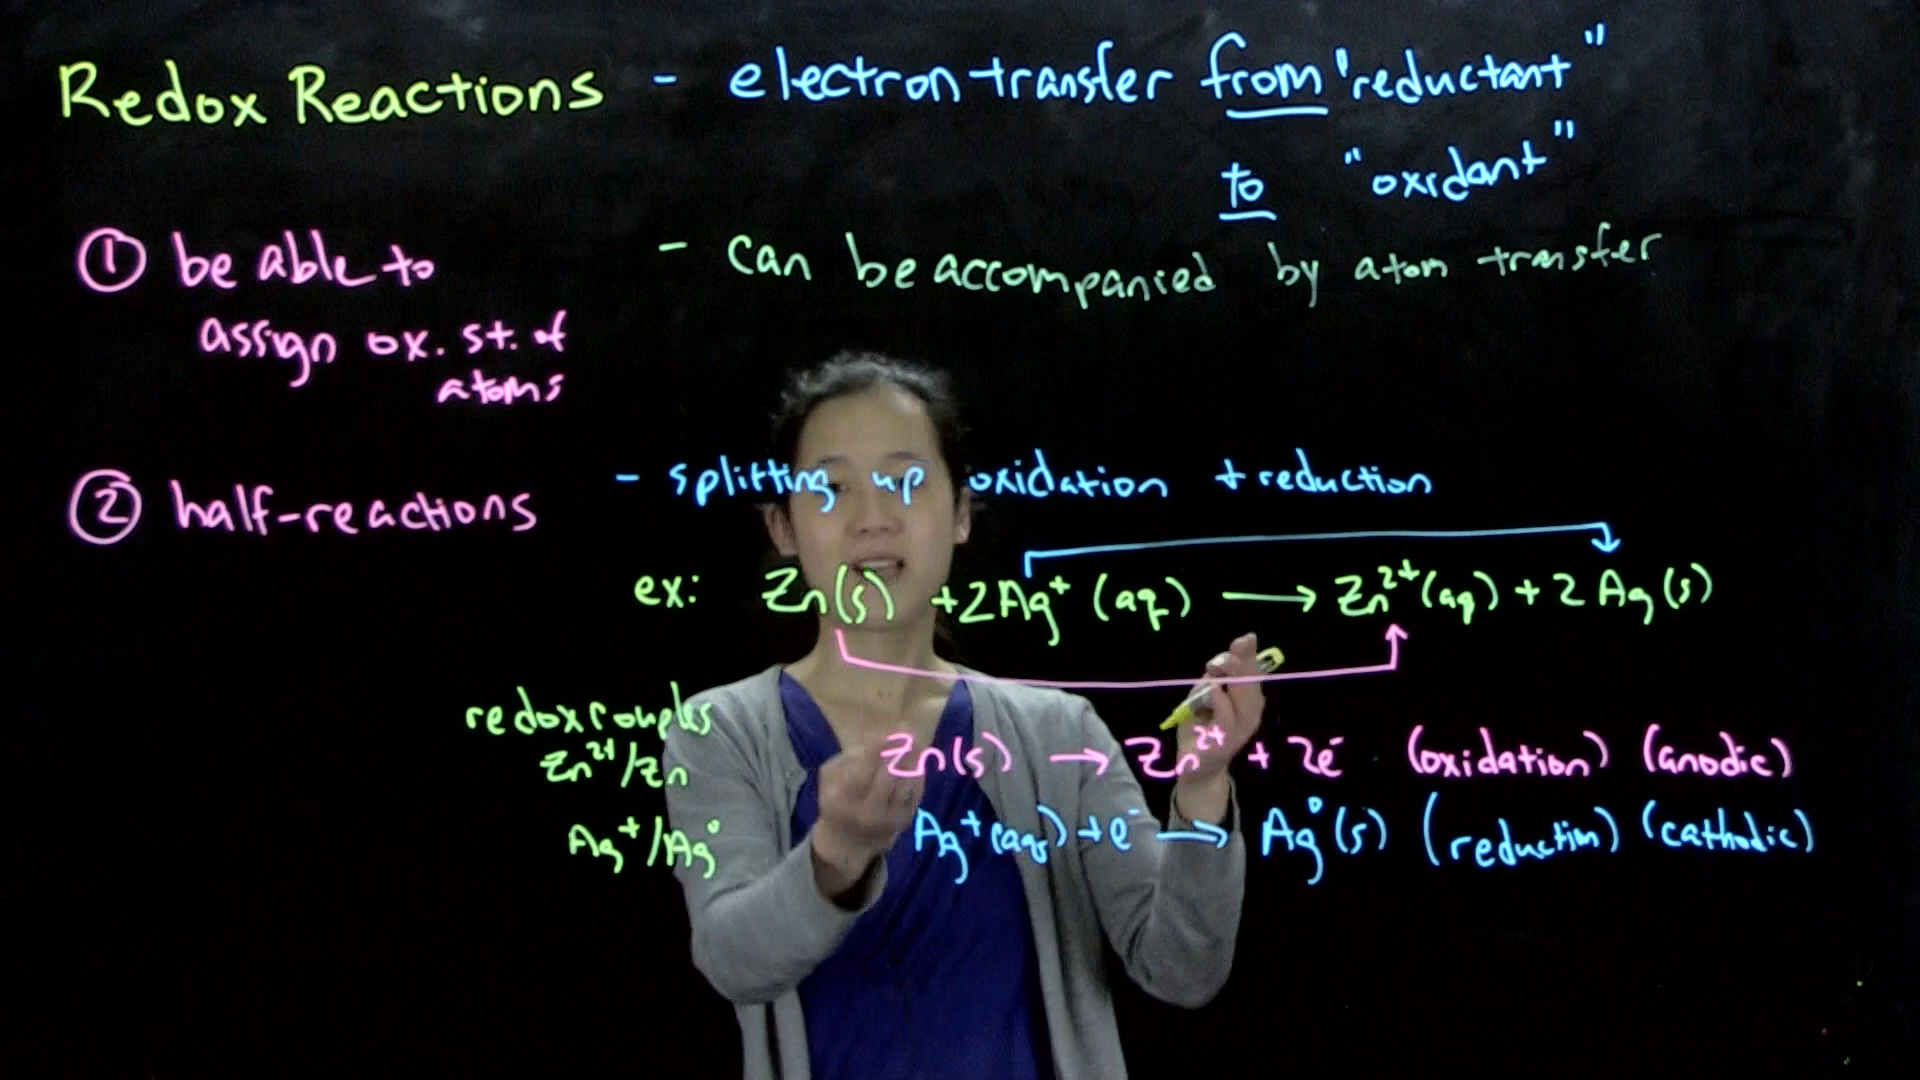 Redox Reactions - electron transfer from "reductant"
to "oxidant"
① be able to
assign ox. st. of
atoms
- can be accompanied by atom transfer
② half-reactions
- splitting up oxidation + reduction
ex: Zn(s) + 2Ag⁺ (aq) → Zn²⁺(aq) + 2 Ag(s)
redox couples
Zn²⁺/Zn
Ag⁺/Ag°
Zn(s) → Zn²⁺ + 2e⁻ (oxidation) (anodic)
Ag⁺(aq) + e⁻ → Ag°(s) (reduction) (cathodic)